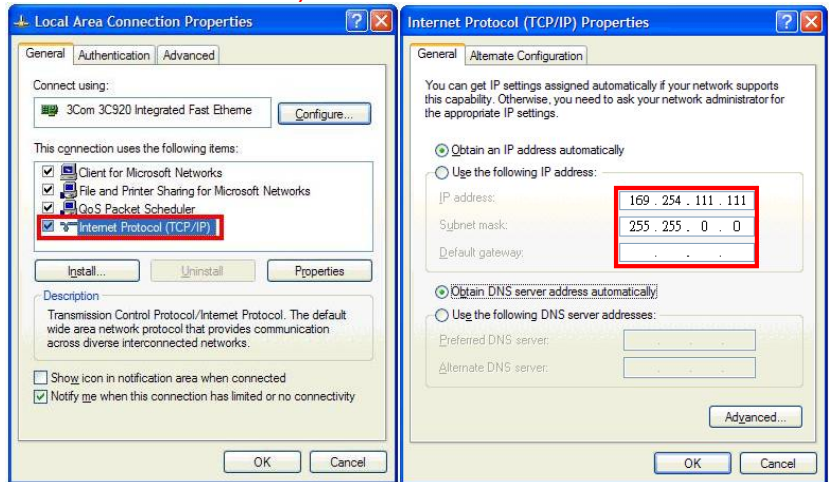 Local Area Connection Properties
General Authentication Advanced
Connect using:
3Com 3C920 Integrated Fast Etherne
Configure...
This connection uses the following items:
Client for Microsoft Networks
File and Printer Sharing for Microsoft Networks
QoS Packet Scheduler
Internet Protocol (TCP/IP)
Install... Uninstall Properties
Description
Transmission Control Protocol/Internet Protocol. The default
wide area network protocol that provides communication
across diverse interconnected networks.
Show icon in notification area when connected
Notify me when this connection has limited or no connectivity
OK Cancel
Internet Protocol (TCP/IP) Properties
General Alternate Configuration
You can get IP settings assigned automatically if your network supports
this capability. Otherwise, you need to ask your network administrator for
the appropriate IP settings.
Obtain an IP address automatically
Use the following IP address:
IP address: 169 . 254 . 111 . 111
Subnet mask: 255 . 255 . 0 . 0
Default gateway: . . .
Obtain DNS server address automatically
Use the following DNS server addresses:
Preferred DNS server: . . .
Alternate DNS server: . . .
Advanced...
OK Cancel